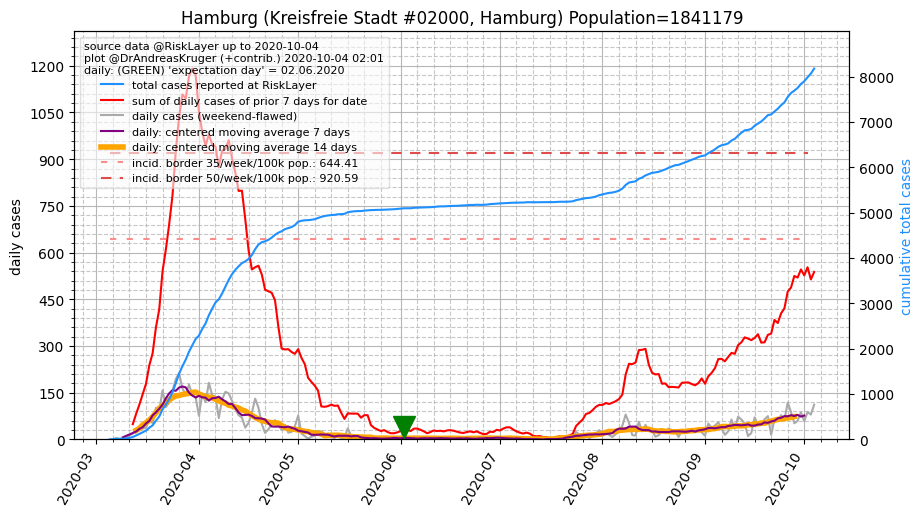 Hamburg (Kreisfreie Stadt #02000, Hamburg) Population=1841179
source data @RiskLayer up to 2020-10-04
plot @DrAndreasKruger (+contrib.) 2020-10-04 02:01
daily: (GREEN) 'expectation day' = 02.06.2020
total cases reported at RiskLayer
sum of daily cases of prior 7 days for date
daily cases (weekend-flawed)
daily: centered moving average 7 days
daily: centered moving average 14 days
incid. border 35/week/100k pop.: 644.41
incid. border 50/week/100k pop.: 920.59
daily cases
1200
1050
900
750
600
450
300
150
0
cumulative total cases
8000
7000
6000
5000
4000
3000
2000
1000
0
2020-03
2020-04
2020-05
2020-06
2020-07
2020-08
2020-09
2020-10